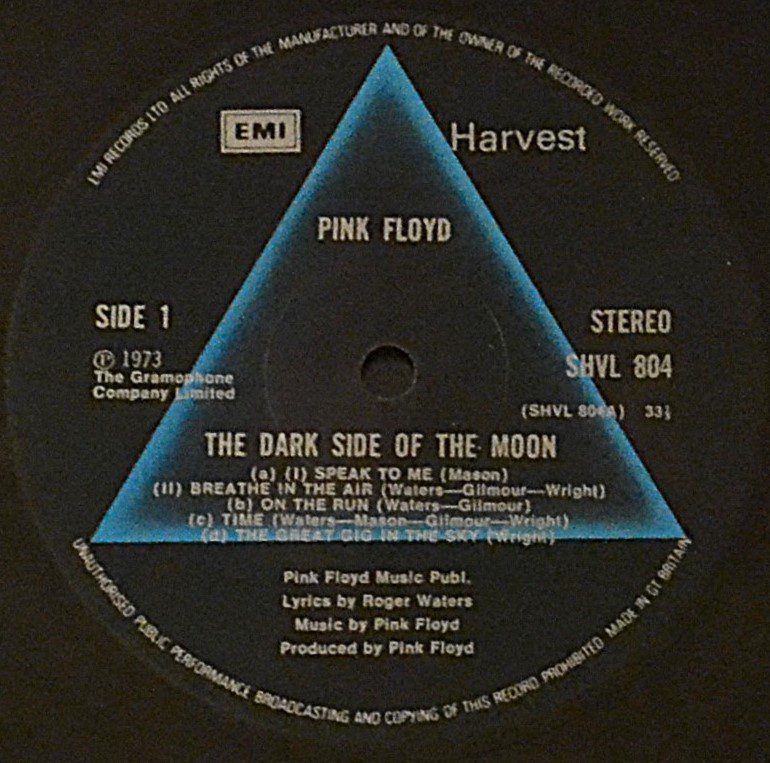 EMI RECORDS LTD ALL RIGHTS OF THE MANUFACTURER AND OF THE OWNER OF THE RECORDED WORK RESERVED
EMI
Harvest
PINK FLOYD
SIDE 1
STEREO
Ⓟ 1973
SHVL 804
The Gramophone
Company Limited
(SHVL 804A) 33⅓
THE DARK SIDE OF THE MOON
(a) (I) SPEAK TO ME (Mason)
(II) BREATHE IN THE AIR (Waters—Gilmour—Wright)
(b) ON THE RUN (Waters—Gilmour)
(c) TIME (Waters—Mason—Gilmour—Wright)
(d) THE GREAT GIG IN THE SKY (Wright)
Pink Floyd Music Publ.
Lyrics by Roger Waters
Music by Pink Floyd
Produced by Pink Floyd
UNAUTHORISED PUBLIC PERFORMANCE BROADCASTING AND COPYING OF THIS RECORD PROHIBITED MADE IN GT BRITAIN